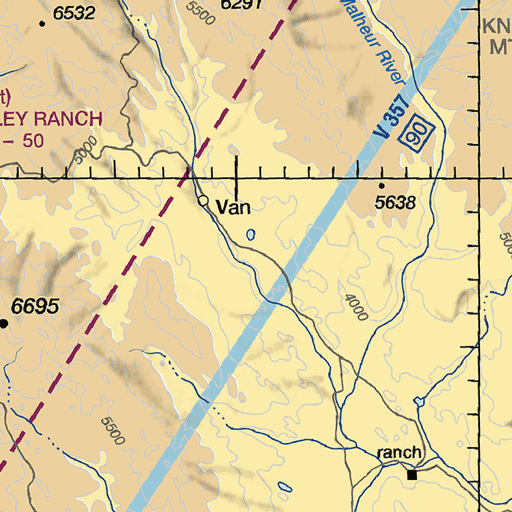 5500
6291
6532
Malheur River
KN
MT
t)
LEY RANCH
- 50
V 357
90
5000
Van
5638
500
6695
4000
5500
ranch